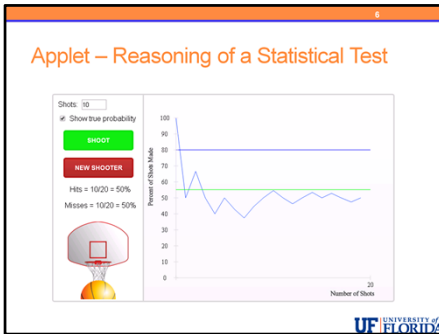 6
Applet – Reasoning of a Statistical Test
Shots: 10
Show true probability
SHOOT
NEW SHOOTER
Hits = 10/20 = 50%
Misses = 10/20 = 50%
Percent of Shots Made
100
90
80
70
60
50
40
30
20
10
0
20
Number of Shots
UF UNIVERSITY of
FLORIDA